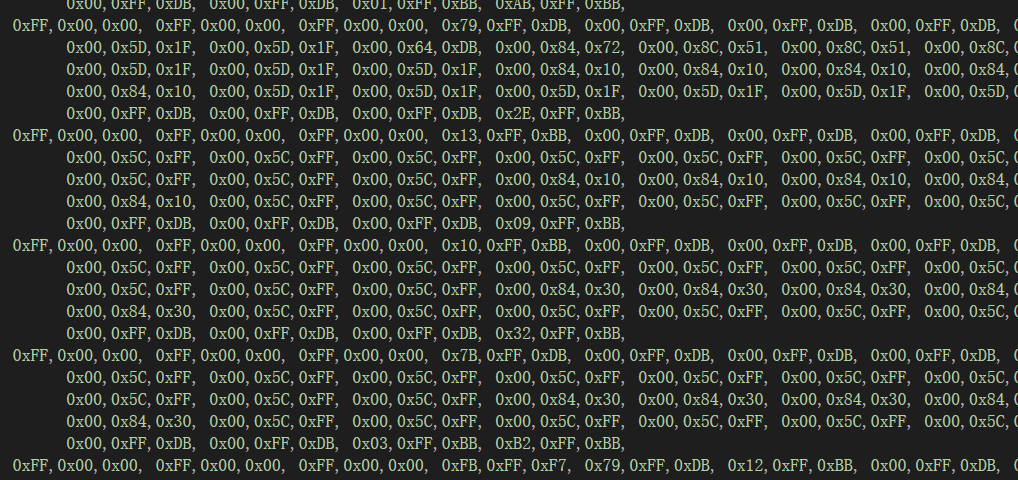 0x00,0xFF,0xDB, 0x00,0xFF,0xDB, 0x01,0xFF,0xBB, 0xAB,0xFF,0xBB,
0xFF,0x00,0x00, 0xFF,0x00,0x00, 0xFF,0x00,0x00, 0x79,0xFF,0xDB, 0x00,0xFF,0xDB, 0x00,0xFF,0xDB, 0x00,0xFF,0xDB,
0x00,0x5D,0x1F, 0x00,0x5D,0x1F, 0x00,0x64,0xDB, 0x00,0x84,0x72, 0x00,0x8C,0x51, 0x00,0x8C,0x51, 0x00,0x8C,
0x00,0x5D,0x1F, 0x00,0x5D,0x1F, 0x00,0x5D,0x1F, 0x00,0x84,0x10, 0x00,0x84,0x10, 0x00,0x84,0x10, 0x00,0x84,
0x00,0x84,0x10, 0x00,0x5D,0x1F, 0x00,0x5D,0x1F, 0x00,0x5D,0x1F, 0x00,0x5D,0x1F, 0x00,0x5D,0x1F, 0x00,0x5D,
0x00,0xFF,0xDB, 0x00,0xFF,0xDB, 0x00,0xFF,0xDB, 0x2E,0xFF,0xBB,
0xFF,0x00,0x00, 0xFF,0x00,0x00, 0xFF,0x00,0x00, 0x13,0xFF,0xBB, 0x00,0xFF,0xDB, 0x00,0xFF,0xDB, 0x00,0xFF,0xDB,
0x00,0x5C,0xFF, 0x00,0x5C,0xFF, 0x00,0x5C,0xFF, 0x00,0x5C,0xFF, 0x00,0x5C,0xFF, 0x00,0x5C,0xFF, 0x00,0x5C,
0x00,0x5C,0xFF, 0x00,0x5C,0xFF, 0x00,0x5C,0xFF, 0x00,0x84,0x10, 0x00,0x84,0x10, 0x00,0x84,0x10, 0x00,0x84,
0x00,0x84,0x10, 0x00,0x5C,0xFF, 0x00,0x5C,0xFF, 0x00,0x5C,0xFF, 0x00,0x5C,0xFF, 0x00,0x5C,0xFF, 0x00,0x5C,
0x00,0xFF,0xDB, 0x00,0xFF,0xDB, 0x00,0xFF,0xDB, 0x09,0xFF,0xBB,
0xFF,0x00,0x00, 0xFF,0x00,0x00, 0xFF,0x00,0x00, 0x10,0xFF,0xBB, 0x00,0xFF,0xDB, 0x00,0xFF,0xDB, 0x00,0xFF,0xDB,
0x00,0x5C,0xFF, 0x00,0x5C,0xFF, 0x00,0x5C,0xFF, 0x00,0x5C,0xFF, 0x00,0x5C,0xFF, 0x00,0x5C,0xFF, 0x00,0x5C,
0x00,0x5C,0xFF, 0x00,0x5C,0xFF, 0x00,0x5C,0xFF, 0x00,0x84,0x30, 0x00,0x84,0x30, 0x00,0x84,0x30, 0x00,0x84,
0x00,0x84,0x30, 0x00,0x5C,0xFF, 0x00,0x5C,0xFF, 0x00,0x5C,0xFF, 0x00,0x5C,0xFF, 0x00,0x5C,0xFF, 0x00,0x5C,
0x00,0xFF,0xDB, 0x00,0xFF,0xDB, 0x00,0xFF,0xDB, 0x32,0xFF,0xBB,
0xFF,0x00,0x00, 0xFF,0x00,0x00, 0xFF,0x00,0x00, 0x7B,0xFF,0xDB, 0x00,0xFF,0xDB, 0x00,0xFF,0xDB, 0x00,0xFF,0xDB,
0x00,0x5C,0xFF, 0x00,0x5C,0xFF, 0x00,0x5C,0xFF, 0x00,0x5C,0xFF, 0x00,0x5C,0xFF, 0x00,0x5C,0xFF, 0x00,0x5C,
0x00,0x5C,0xFF, 0x00,0x5C,0xFF, 0x00,0x5C,0xFF, 0x00,0x84,0x30, 0x00,0x84,0x30, 0x00,0x84,0x30, 0x00,0x84,
0x00,0x84,0x30, 0x00,0x5C,0xFF, 0x00,0x5C,0xFF, 0x00,0x5C,0xFF, 0x00,0x5C,0xFF, 0x00,0x5C,0xFF, 0x00,0x5C,
0x00,0xFF,0xDB, 0x00,0xFF,0xDB, 0x03,0xFF,0xBB, 0xB2,0xFF,0xBB,
0xFF,0x00,0x00, 0xFF,0x00,0x00, 0xFF,0x00,0x00, 0xFB,0xFF,0xF7, 0x79,0xFF,0xDB, 0x12,0xFF,0xBB, 0x00,0xFF,0xDB,